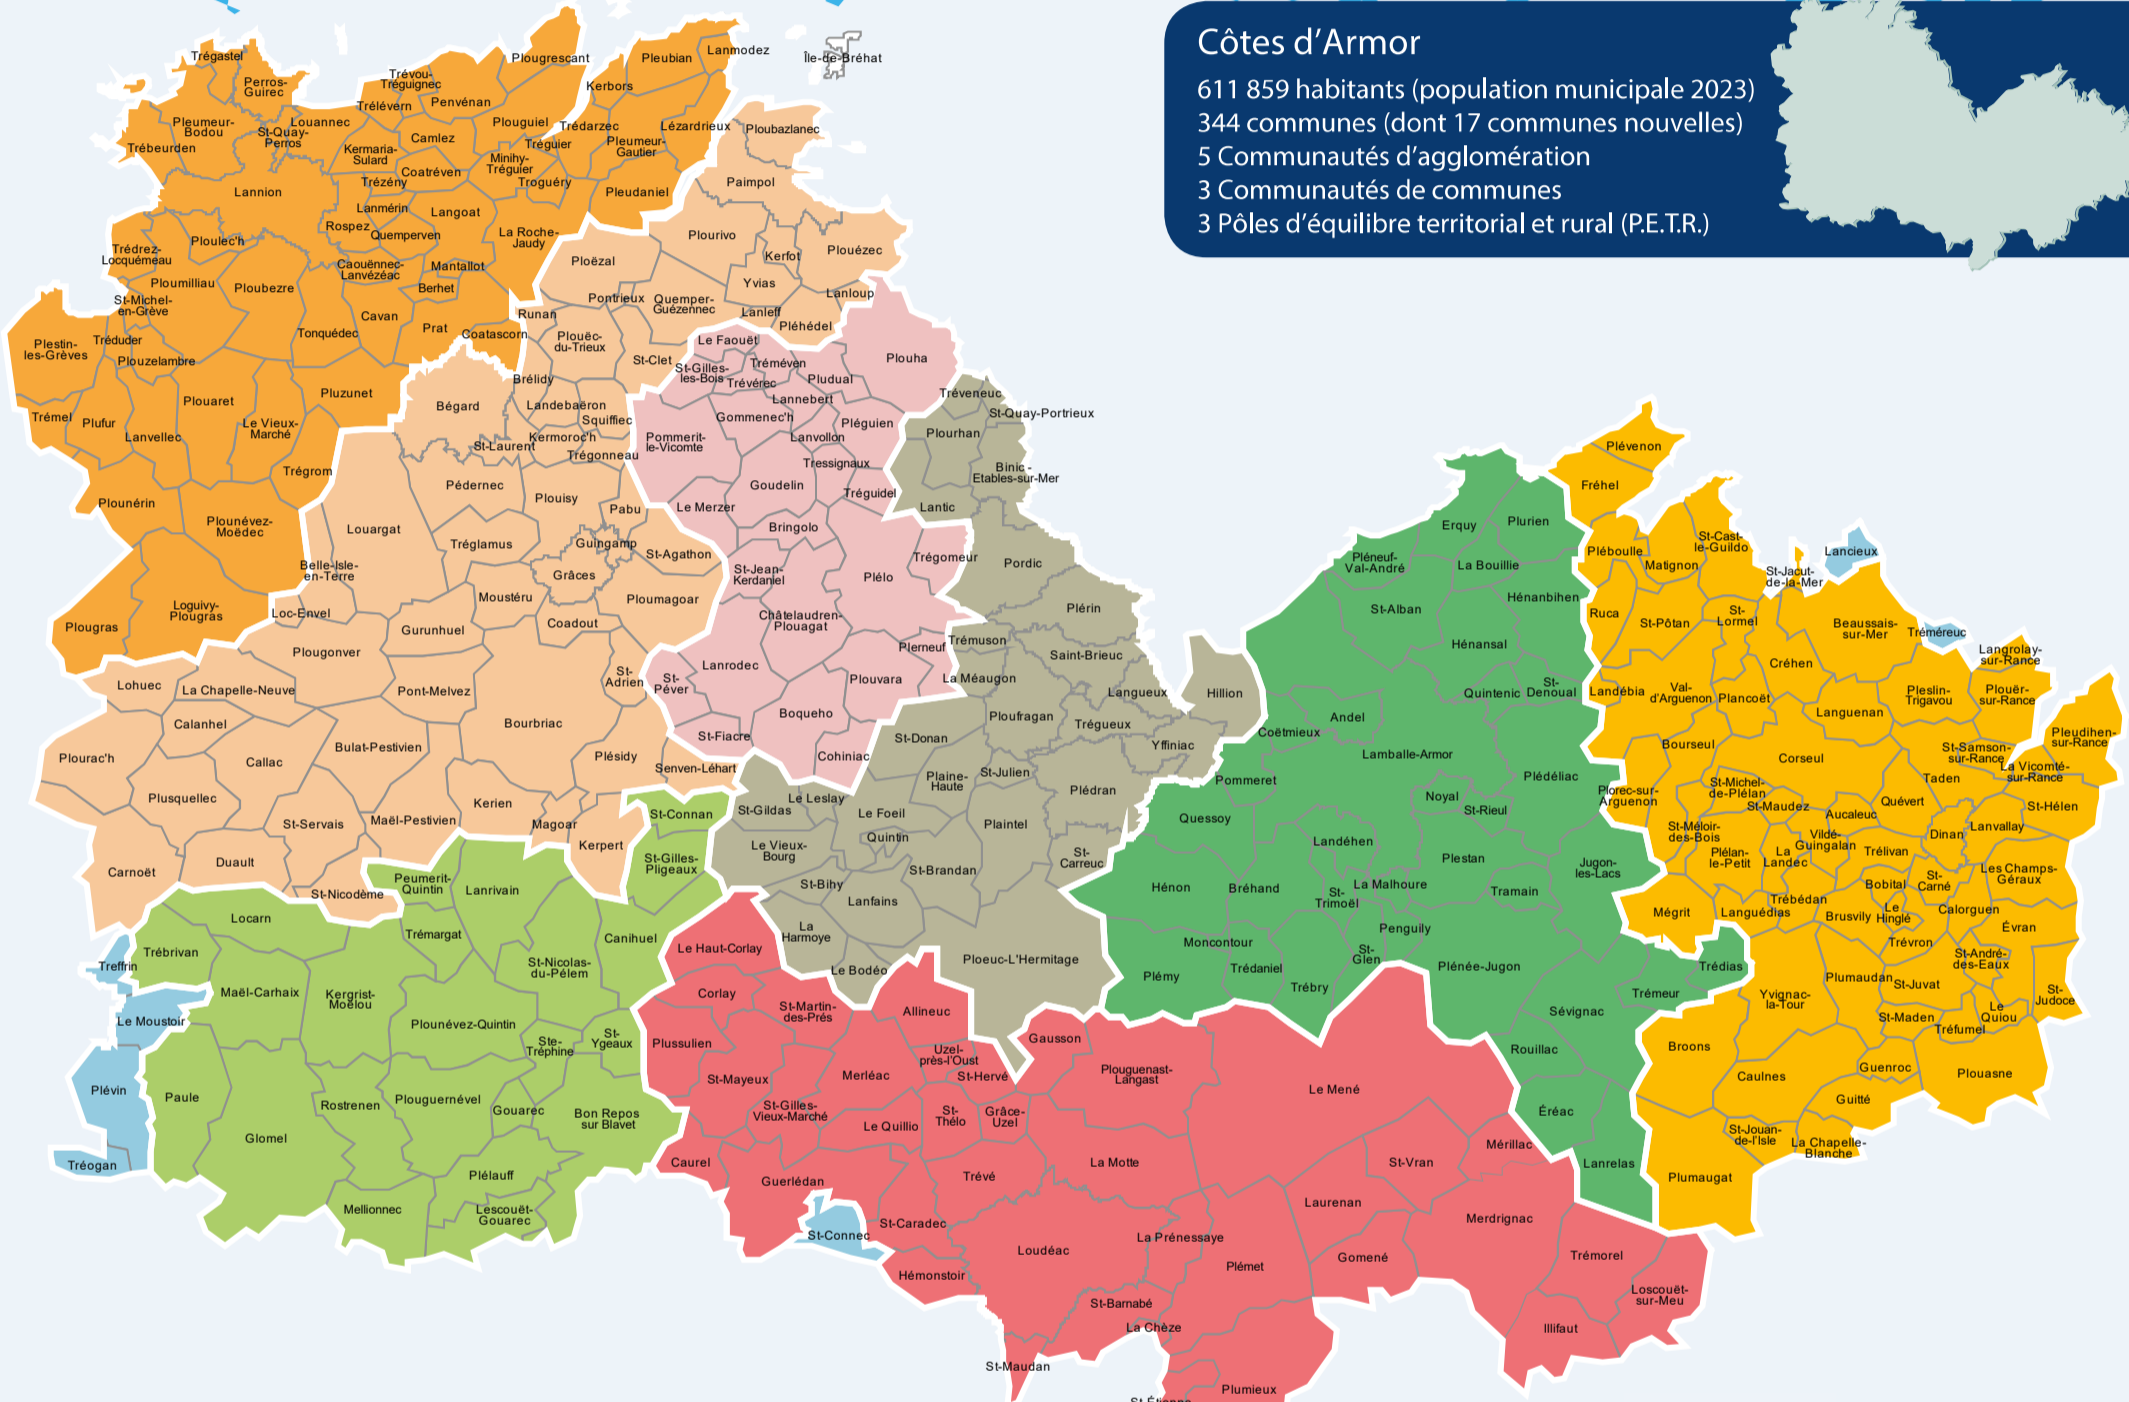 Côtes d'Armor
611 859 habitants (population municipale 2023)
344 communes (dont 17 communes nouvelles)
5 Communautés d'agglomération
3 Communautés de communes
3 Pôles d'équilibre territorial et rural (P.E.T.R.)
Trégastel
Perros-
Guirec
Trévou-
Tréguignec
Plougrescant
Pleubian
Lanmodez
Île-de-Bréhat
Kerbors
Trélévern
Penvénan
Pleumeur-
Bodou
Louannec
St-Quay-
Perros
Plouguiel
Trédarzec
Lézardrieux
Ploubazlanec
Trébeurden
Kermaria-
Sulard
Camlez
Tréguier
Pleumeur-
Gautier
Minihy-
Tréguier
Coatréven
Trézény
Troguéry
Paimpol
Lannion
Pleudaniel
Lanmérin
Langoat
Rospez
Quemperven
La Roche-
Jaudy
Ploulec'h
Plourivo
Trédrez-
Locquémeau
Kerfot
Plouézec
Caouënnec-
Lanvézéac
Mantallot
Ploëzal
Ploumilliau
Ploubezre
Berhet
Yvias
Lanloup
St-Michel-
en-Grève
Pontrieux
Quemper-
Guézennec
Cavan
Runan
Lanleff
Prat
Coatascorn
Pléhédel
Tonquédec
Plestin-
les-Grèves
Tréduder
Plouëc-
du-Trieux
Le Faouët
Plouzelambre
St-Clet
Tréméven
Plouha
St-Gilles-
les-Bois
Trévérec
Pludual
Brélidy
Pluzunet
Lannebert
Tréveneuc
Plouaret
Bégard
Landebaëron
St-Quay-Portrieux
Trémel
Plufur
Squiffiec
Gommenec'h
Pléguien
Le Vieux-
Marché
Lanvellec
Kermoroc'h
Pommerit-
le-Vicomte
Lanvollon
Plourhan
St-Laurent
Trégonneau
Plévenon
Trégrom
Tressignaux
Binic -
Etables-sur-Mer
Pédernec
Goudelin
Fréhel
Plounérin
Plouisy
Tréguidel
Pabu
Le Merzer
Lantic
Plounévez-
Moëdec
Louargat
Bringolo
Erquy
Plurien
Tréglamus
Guingamp
St-Agathon
Trégomeur
St-Cast-
le-Guildo
Pléboulle
Lancieux
Belle-Isle-
en-Terre
Grâces
St-Jean-
Kerdaniel
Plélo
Pordic
Pléneuf-
Val-André
La Bouillie
Matignon
St-Jacut-
de-la-Mer
Moustéru
Ploumagoar
Hénanbihen
Loguivy-
Plougras
Loc-Envel
Plérin
St-Alban
Ruca
St-
Lormel
Plougras
Gurunhuel
Coadout
Châtelaudren-
Plouagat
St-Pôtan
Beaussais-
sur-Mer
Tréméreuc
Plougonver
Plerneuf
Trémuson
Saint-Brieuc
Hénansal
Langrolay-
sur-Rance
Lanrodec
Créhen
Lohuec
La Chapelle-Neuve
Pont-Melvez
St-
Adrien
St-
Péver
Plouvara
La Méaugon
Langueux
Hillion
Quintenic
St-
Denoual
Landébia
Val-
d'Arguenon
Plancoët
Pleslin-
Trigavou
Plouër-
sur-Rance
Calanhel
Bourbriac
Boqueho
Ploufragan
Trégueux
Andel
Languenan
Coëtmieux
Plourac'h
Callac
Bulat-Pestivien
St-Fiacre
St-Donan
Yffiniac
Lamballe-Armor
Bourseul
Pleudihen-
sur-Rance
Plésidy
Cohiniac
Corseul
St-Samson-
sur-Rance
Senven-Léhart
Plaine-
Haute
St-Julien
Pommeret
Plédéliac
Taden
La Vicomté-
sur-Rance
Plusquellec
Kerien
Le Leslay
Plédran
Noyal
Plorec-sur-
Arguenon
St-Michel-
de-Plélan
Quévert
St-Hélen
St-Servais
Maël-Pestivien
Magoar
St-Connan
St-Gildas
Le Foeil
Plaintel
Quessoy
St-Rieul
St-Maudez
Aucaleuc
Lanvallay
Quintin
Landéhen
St-Méloir-
des-Bois
Vildé-
Guingalan
Dinan
Carnoët
Duault
Kerpert
St-Gilles-
Pligeaux
Le Vieux-
Bourg
St-
Carreuc
Plestan
Jugon-
les-Lacs
Plélan-
le-Petit
La
Landec
Trélivan
St-Nicodème
Peumerit-
Quintin
Lanrivain
St-Bihy
St-Brandan
Hénon
Bréhand
La Malhoure
Tramain
Bobital
St-
Carné
Les Champs-
Géraux
Lanfains
St-
Trimoël
Mégrit
Languédias
Trébédan
Brusvily
Le
Hinglé
Calorguen
Locarn
Trémargat
Canihuel
La
Harmoye
Penguily
Évran
Trébrivan
Le Haut-Corlay
Moncontour
Trévron
Treffrin
St-Nicolas-
du-Pélem
Le Bodéo
Ploeuc-L'Hermitage
Plémy
Trédaniel
St-
Glen
Plénée-Jugon
Trédias
St-André-
des-Eaux
Maël-Carhaix
Kergrist-
Moëlou
Corlay
Trébry
Trémeur
Plumaudan
St-Juvat
Yvignac-
la-Tour
St-
Judoce
Le Moustoir
Plounévez-Quintin
St-Martin-
des-Prés
Allineuc
Sévignac
St-Maden
Le
Quiou
Tréfumel
Ste-
Tréphine
St-
Ygeaux
Plussulien
Gausson
Uzel-
près-l'Oust
Rouillac
Broons
Plévin
Paule
St-Mayeux
Merléac
St-Hervé
Plouguenast-
Langast
Le Mené
Caulnes
Guenroc
Plouasne
Rostrenen
Plouguernével
Gouarec
Bon Repos
sur Blavet
St-Gilles-
Vieux-Marché
St-
Thélo
Grâce-
Uzel
Éréac
Guitté
Glomel
Le Quillio
St-Jouan-
de-l'Isle
La Chapelle-
Blanche
Tréogan
Plélauff
Caurel
Trévé
La Motte
St-Vran
Mérillac
Lanrelas
Plumaugat
Mellionnec
Lescouët-
Gouarec
Guerlédan
Laurenan
Merdrignac
St-Connec
St-Caradec
Loudéac
La Prénessaye
Gomené
Trémorel
Hémonstoir
Plémet
Loscouët-
sur-Meu
St-Barnabé
La Chèze
Illifaut
St-Maudan
Plumieux